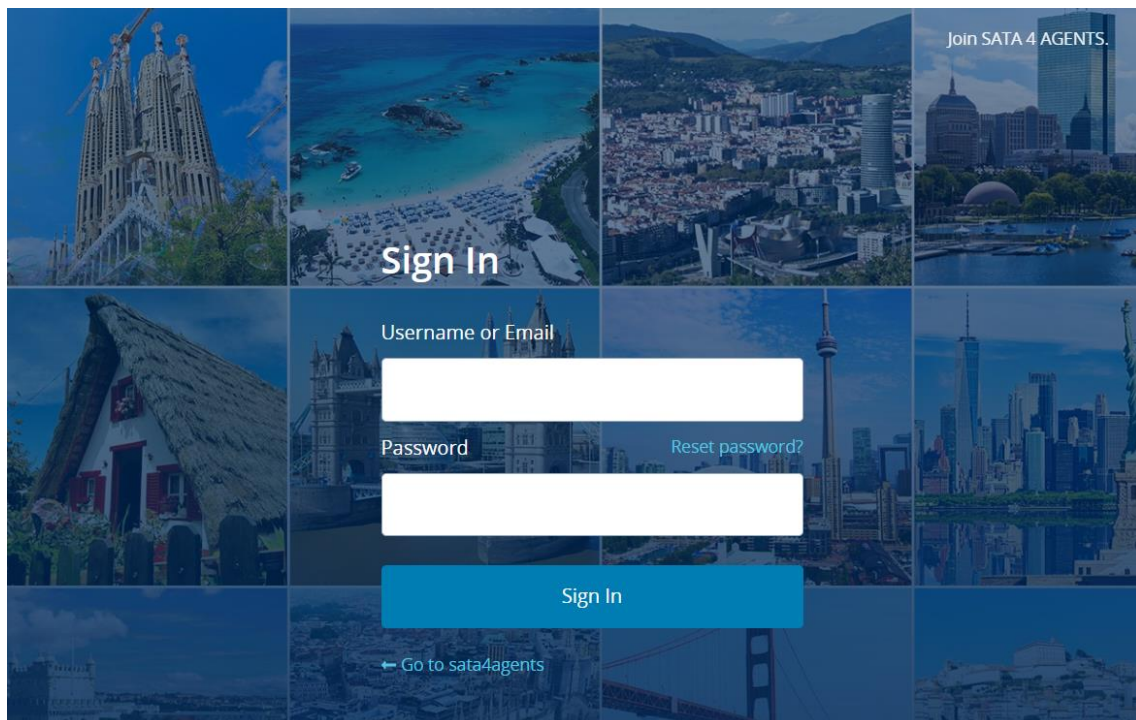 Join SATA 4 AGENTS.
Sign In
Username or Email
Password Reset password?
Sign In
← Go to sata4agents